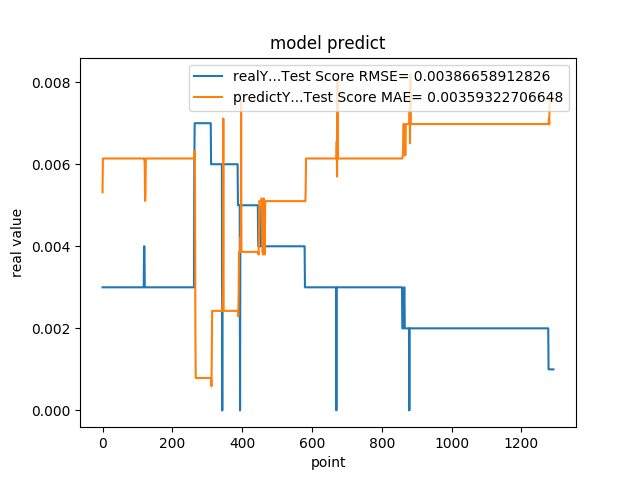 model predict
realY...Test Score RMSE= 0.00386658912826
predictY...Test Score MAE= 0.00359322706648
0.008
0.006
0.004
0.002
0.000
real value
0 200 400 600 800 1000 1200
point